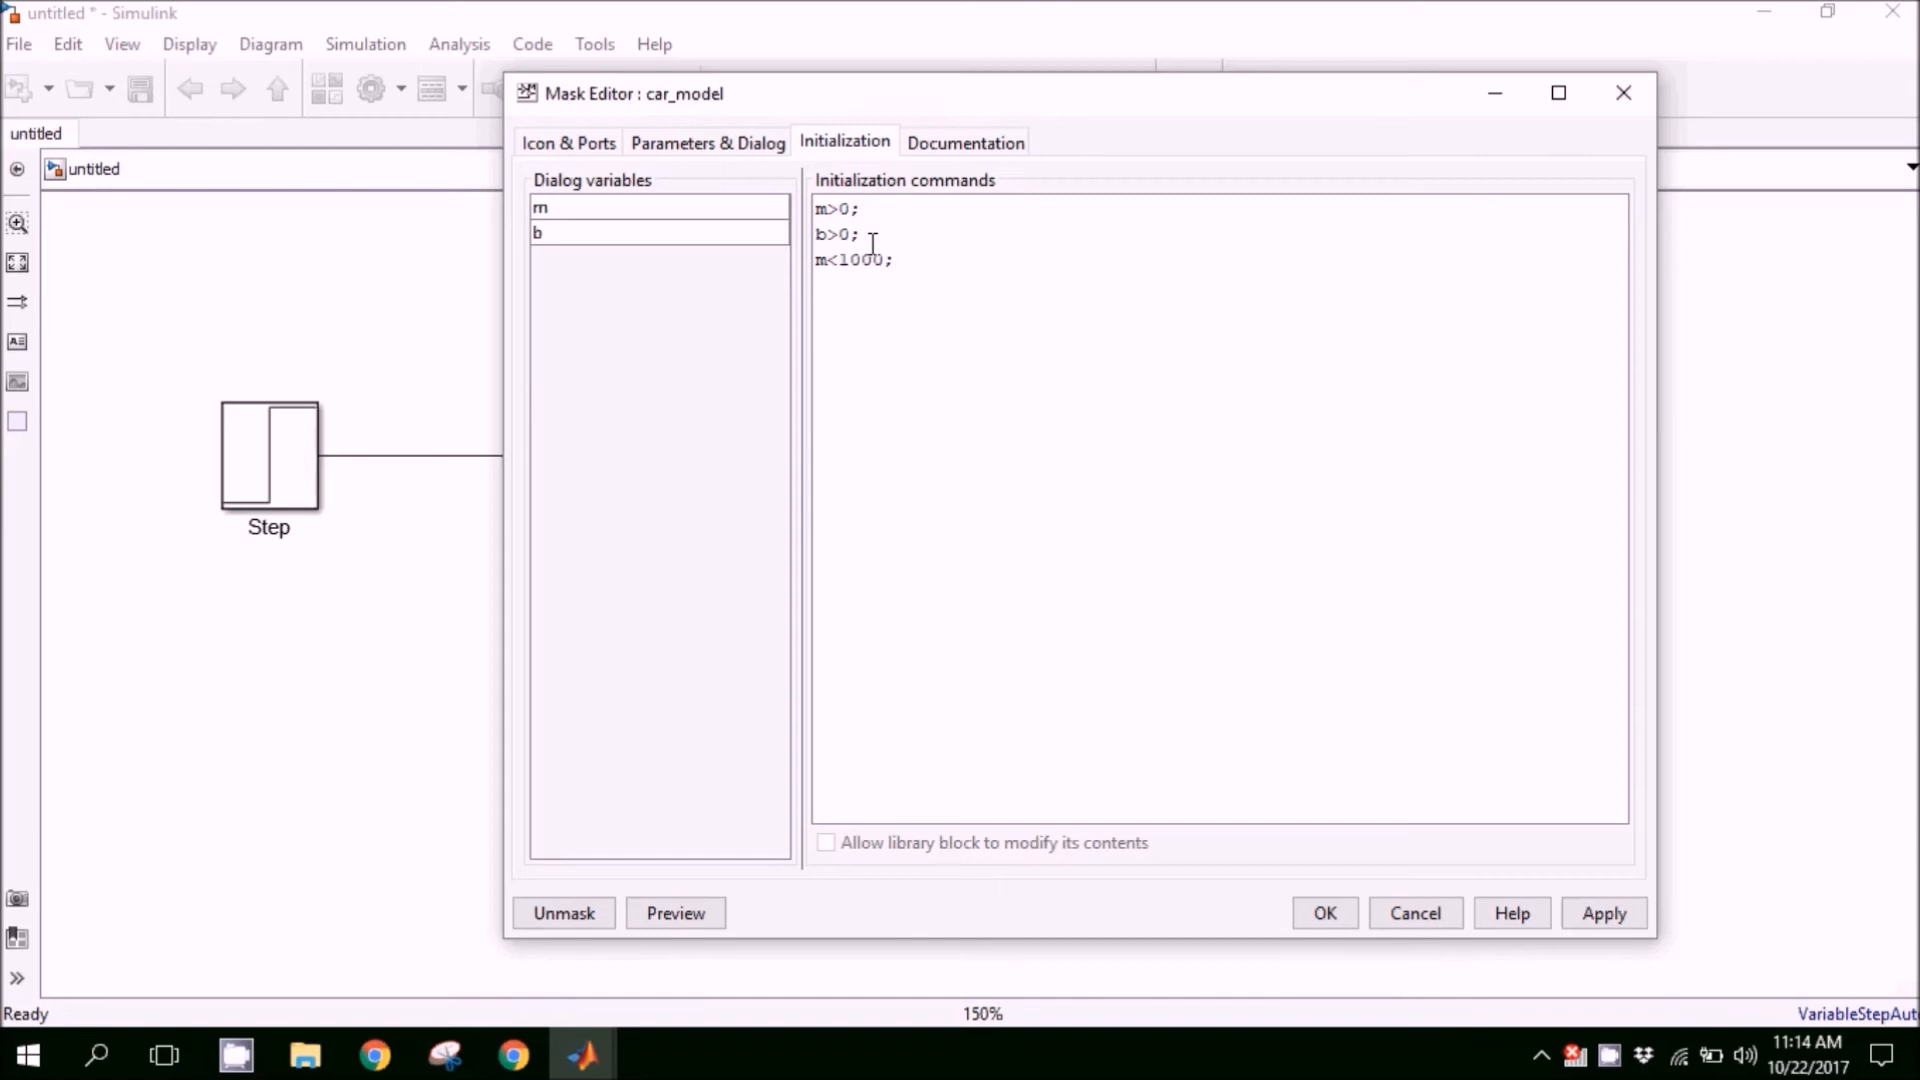 untitled * - Simulink
File Edit View Display Diagram Simulation Analysis Code Tools Help
untitled
untitled
Step
Mask Editor : car_model
Icon & Ports Parameters & Dialog Initialization Documentation
Dialog variables
m
b
Initialization commands
m>0;
b>0;
m<1000;
Allow library block to modify its contents
Unmask Preview OK Cancel Help Apply
Ready 150% VariableStepAut
11:14 AM
10/22/2017